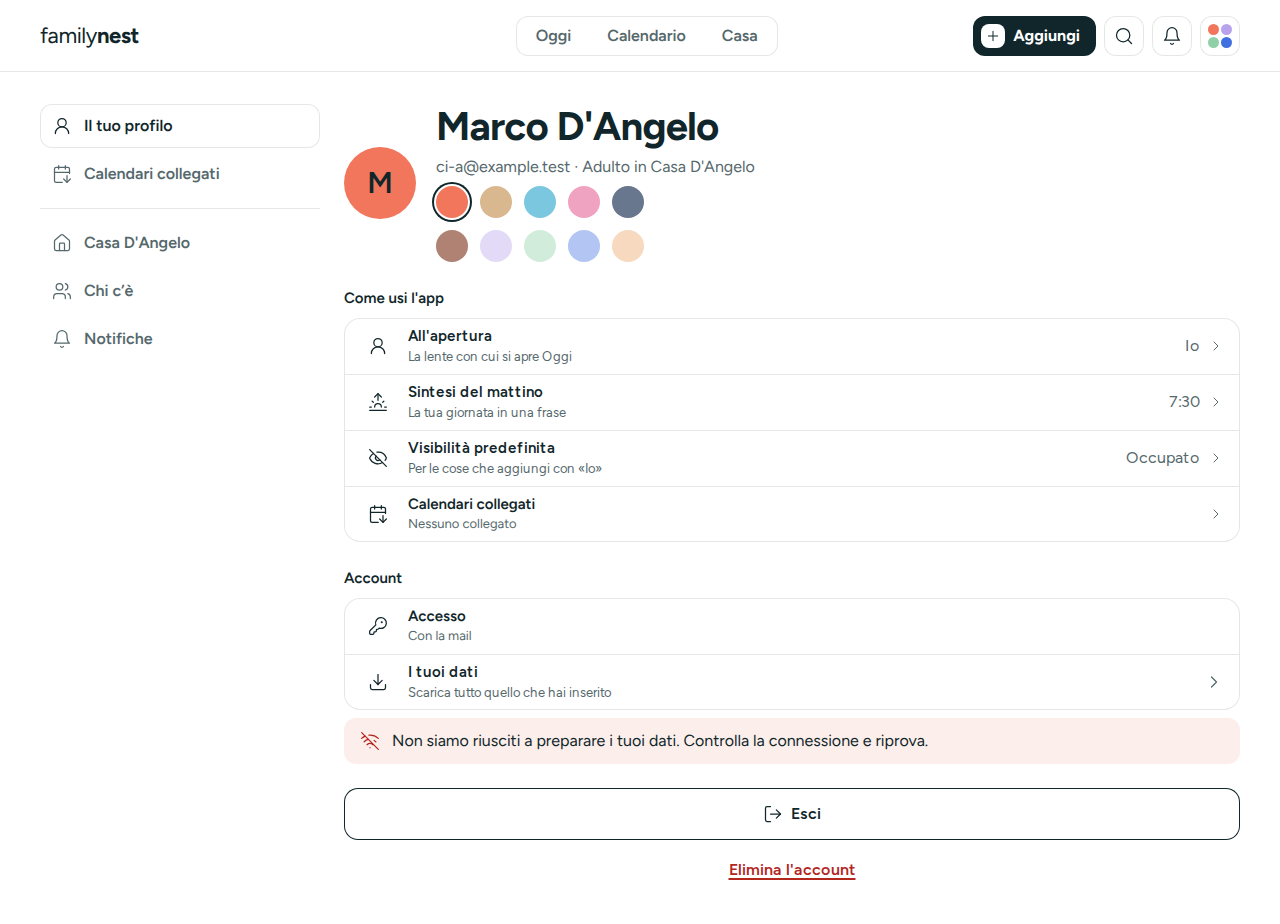 familynest
Oggi
Calendario
Casa
Aggiungi
Il tuo profilo
Calendari collegati
Casa D'Angelo
Chi c’è
Notifiche
M
Marco D'Angelo
ci-a@example.test · Adulto in Casa D'Angelo
Come usi l'app
All'apertura
La lente con cui si apre Oggi
Io
Sintesi del mattino
La tua giornata in una frase
7:30
Visibilità predefinita
Per le cose che aggiungi con «Io»
Occupato
Calendari collegati
Nessuno collegato
Account
Accesso
Con la mail
I tuoi dati
Scarica tutto quello che hai inserito
Non siamo riusciti a preparare i tuoi dati. Controlla la connessione e riprova.
Esci
Elimina l'account